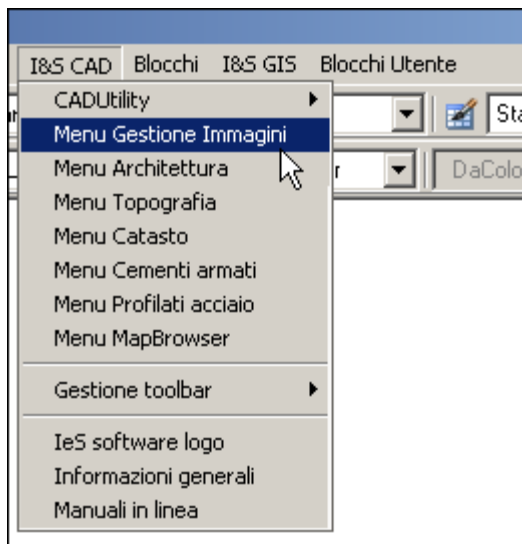 I&S CAD Blocchi I&S GIS Blocchi Utente
CADUtility
Menu Gestione Immagini
Menu Architettura
DaColo
Menu Topografia
Menu Catasto
Menu Cementi armati
Menu Profilati acciaio
Menu MapBrowser
Gestione toolbar
IeS software logo
Informazioni generali
Manuali in linea